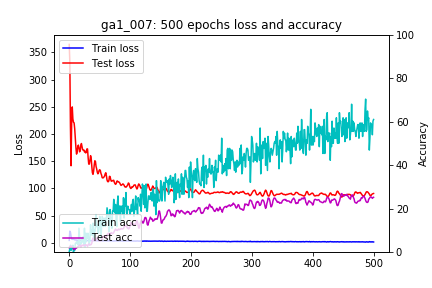 ga1_007: 500 epochs loss and accuracy
Train loss
Test loss
Train acc
Test acc
Loss
Accuracy
350
300
250
200
150
100
50
0
100
80
60
40
20
0
0
100
200
300
400
500